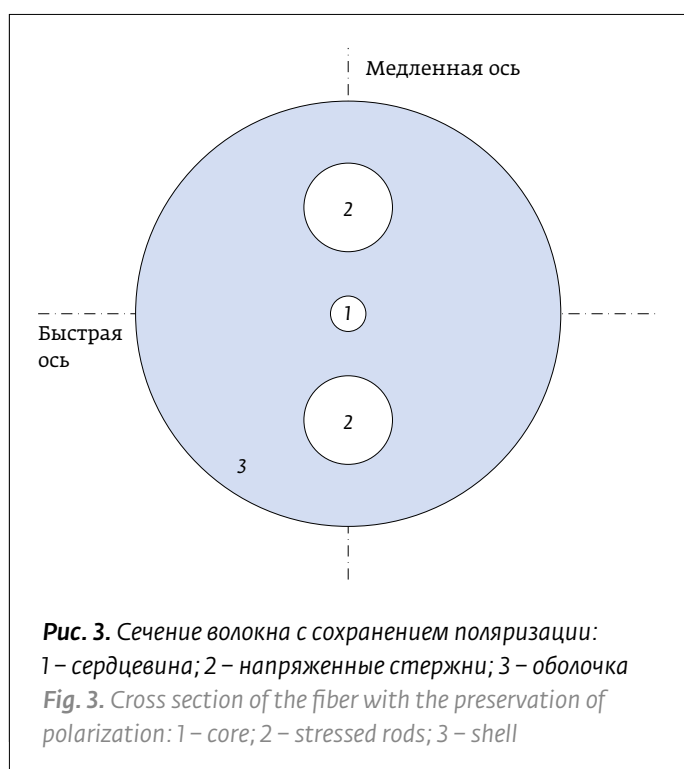 Медленная ось
2
1
Быстрая
ось
2
3
Рис. 3. Сечение волокна с сохранением поляризации:
1 – сердцевина; 2 – напряженные стержни; 3 – оболочка
Fig. 3. Cross section of the fiber with the preservation of
polarization: 1 – core; 2 – stressed rods; 3 – shell